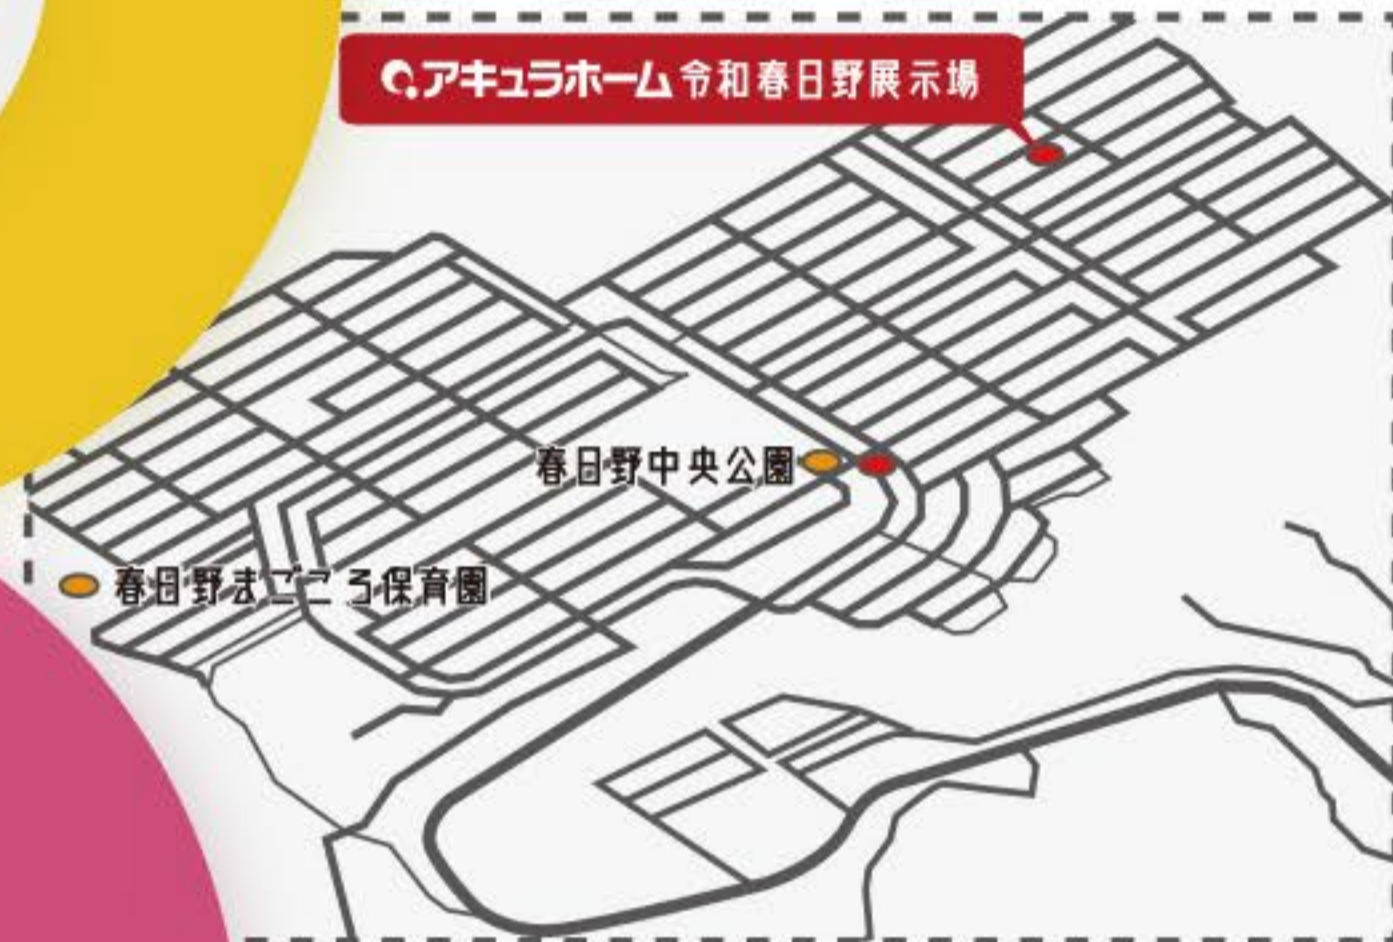 アキュラホーム 令和春日野展示場
春日野中央公園
春日野まごころ保育園